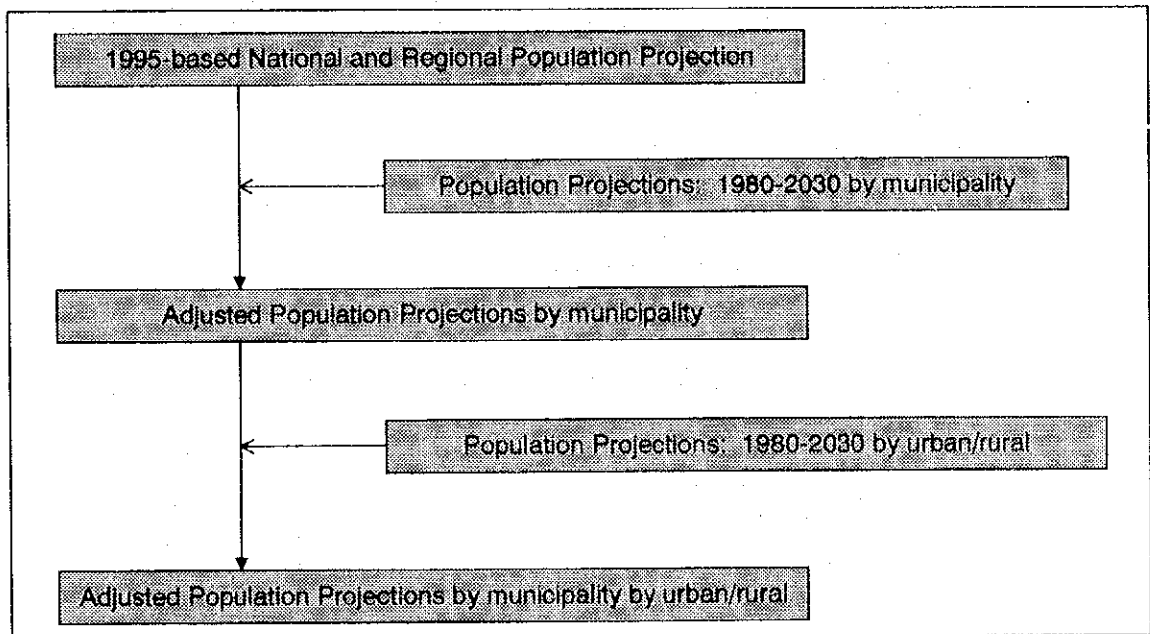 1995-based National and Regional Population Projection
Population Projections: 1980-2030 by municipality
Adjusted Population Projections by municipality
Population Projections: 1980-2030 by urban/rural
Adjusted Population Projections by municipality by urban/rural